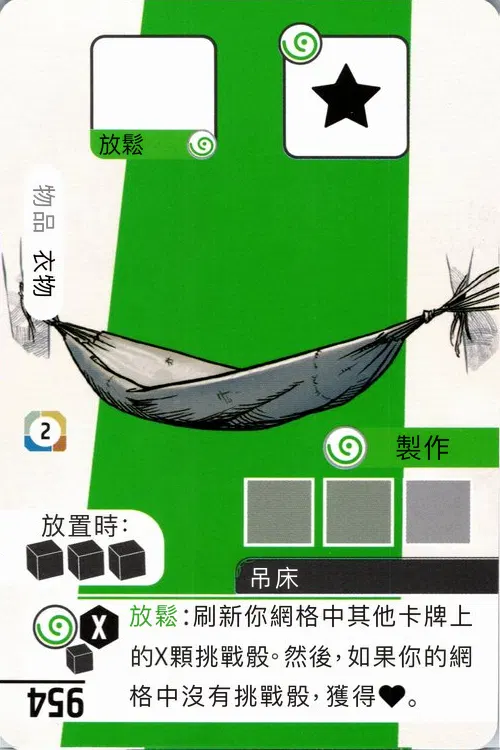 放鬆
物品 衣物
2
製作
放置時：
吊床
X
放鬆：刷新你網格中其他卡牌上
的X顆挑戰骰。然後，如果你的網
格中沒有挑戰骰，獲得♥。
954